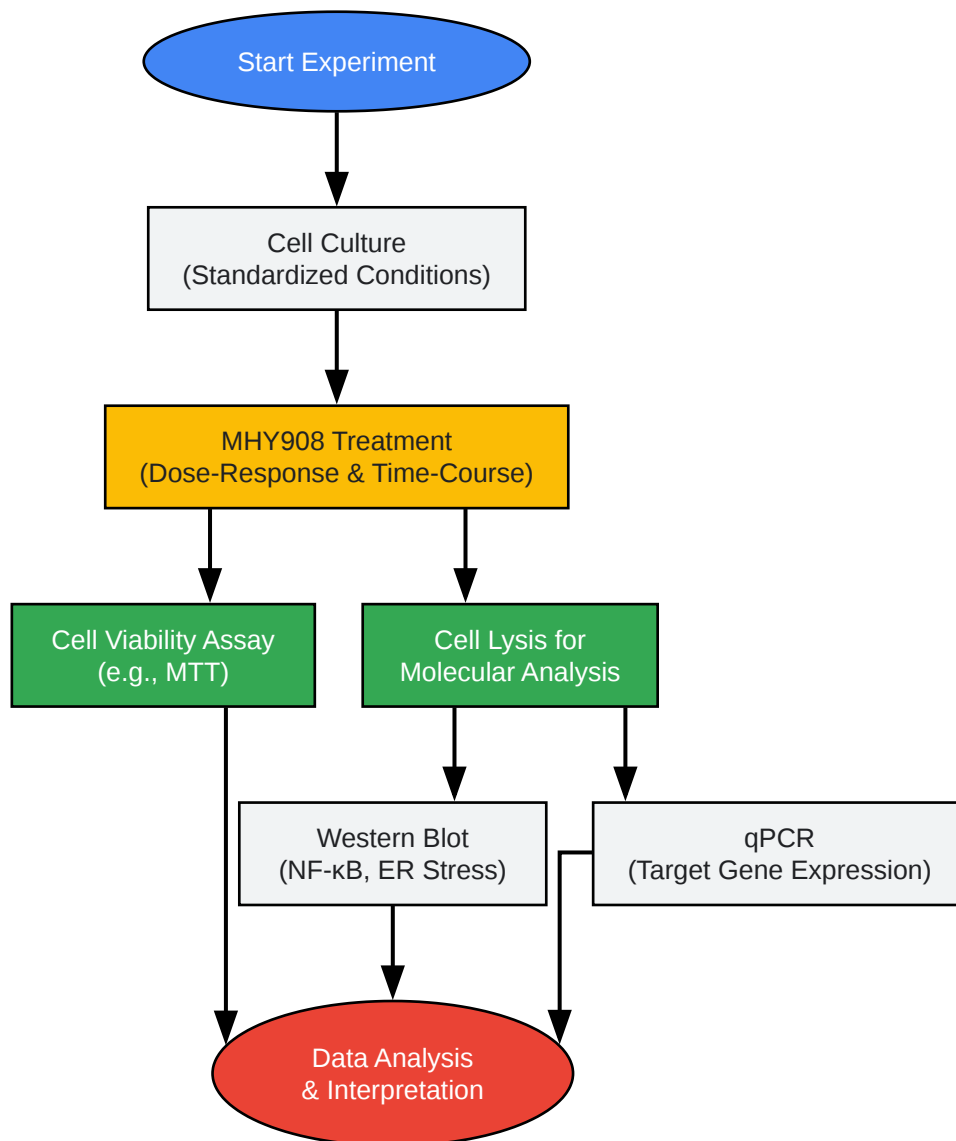 Start Experiment
Cell Culture
(Standardized Conditions)
MHY908 Treatment
(Dose-Response & Time-Course)
Cell Viability Assay
(e.g., MTT)
Cell Lysis for
Molecular Analysis
Western Blot
(NF-κB, ER Stress)
qPCR
(Target Gene Expression)
Data Analysis
& Interpretation